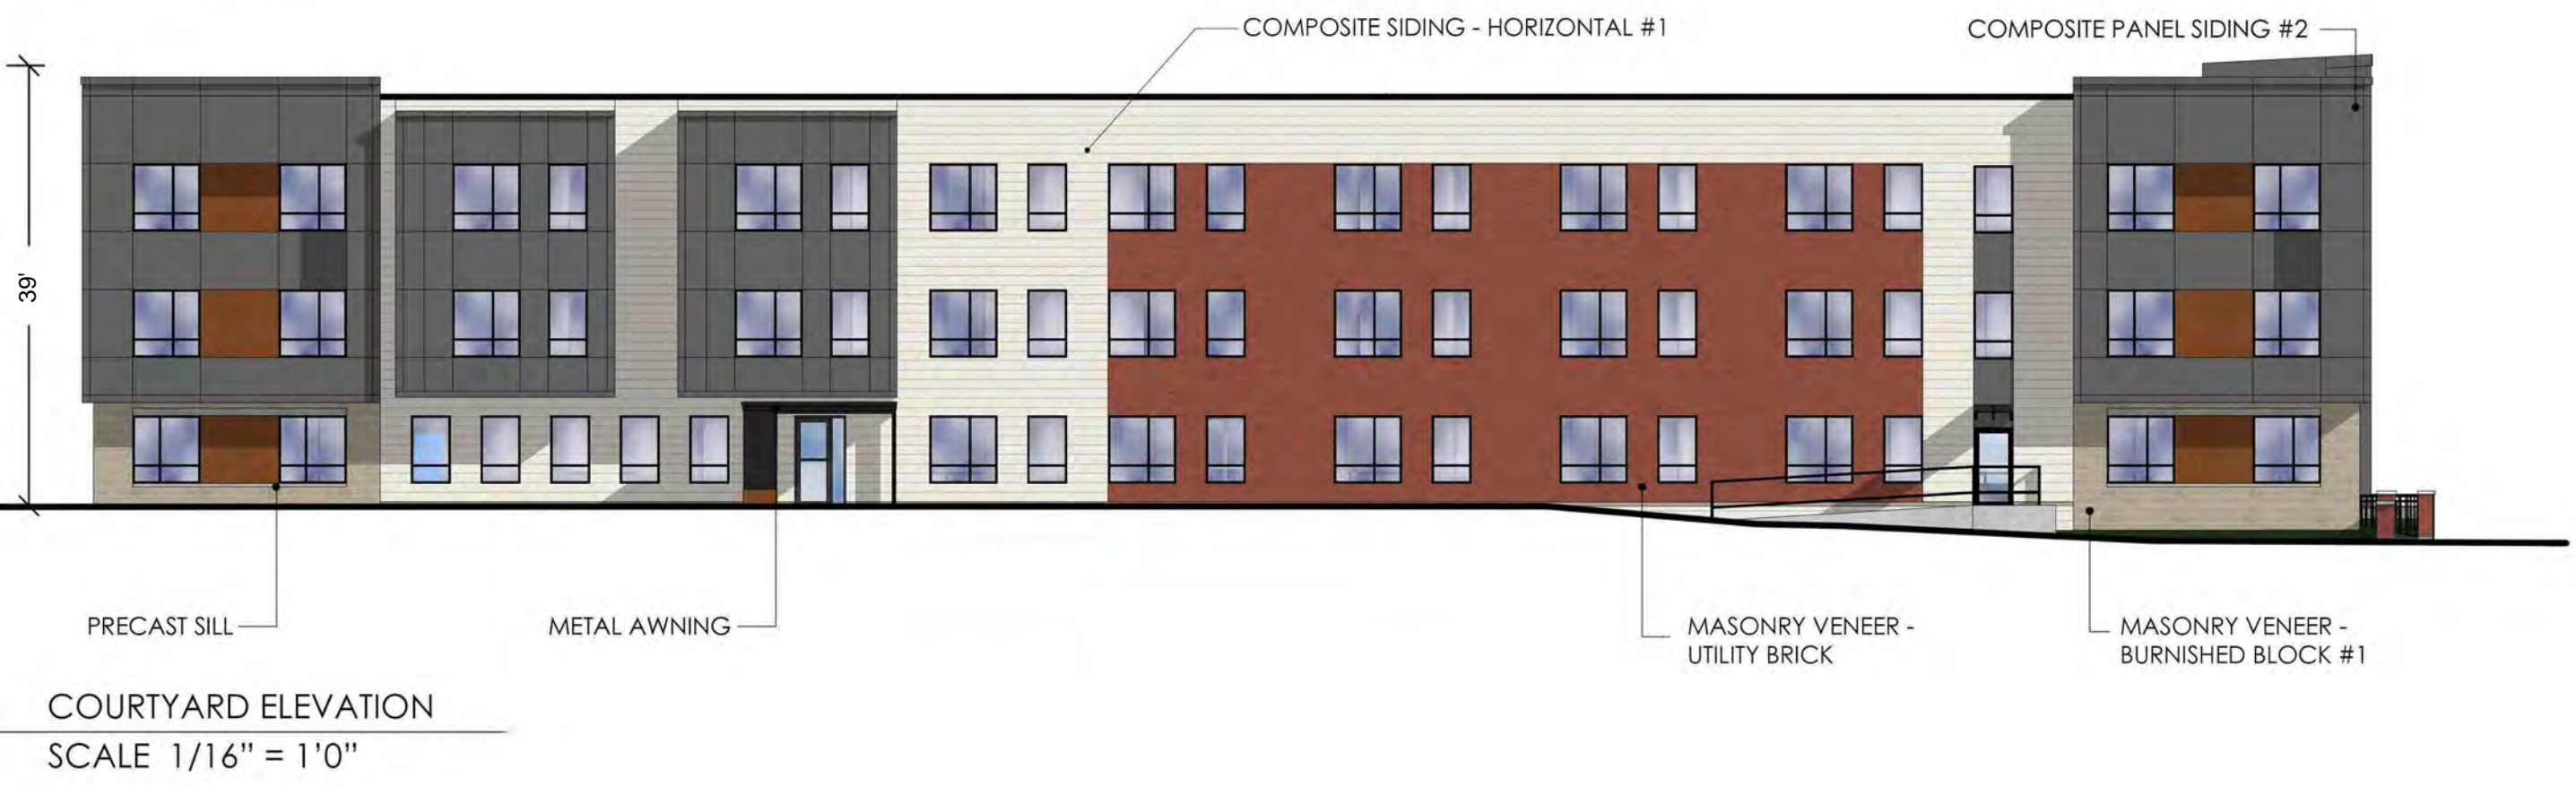 COMPOSITE SIDING - HORIZONTAL #1
COMPOSITE PANEL SIDING #2
39'
PRECAST SILL
METAL AWNING
MASONRY VENEER -
UTILITY BRICK
MASONRY VENEER -
BURNISHED BLOCK #1
COURTYARD ELEVATION
SCALE 1/16” = 1’0”